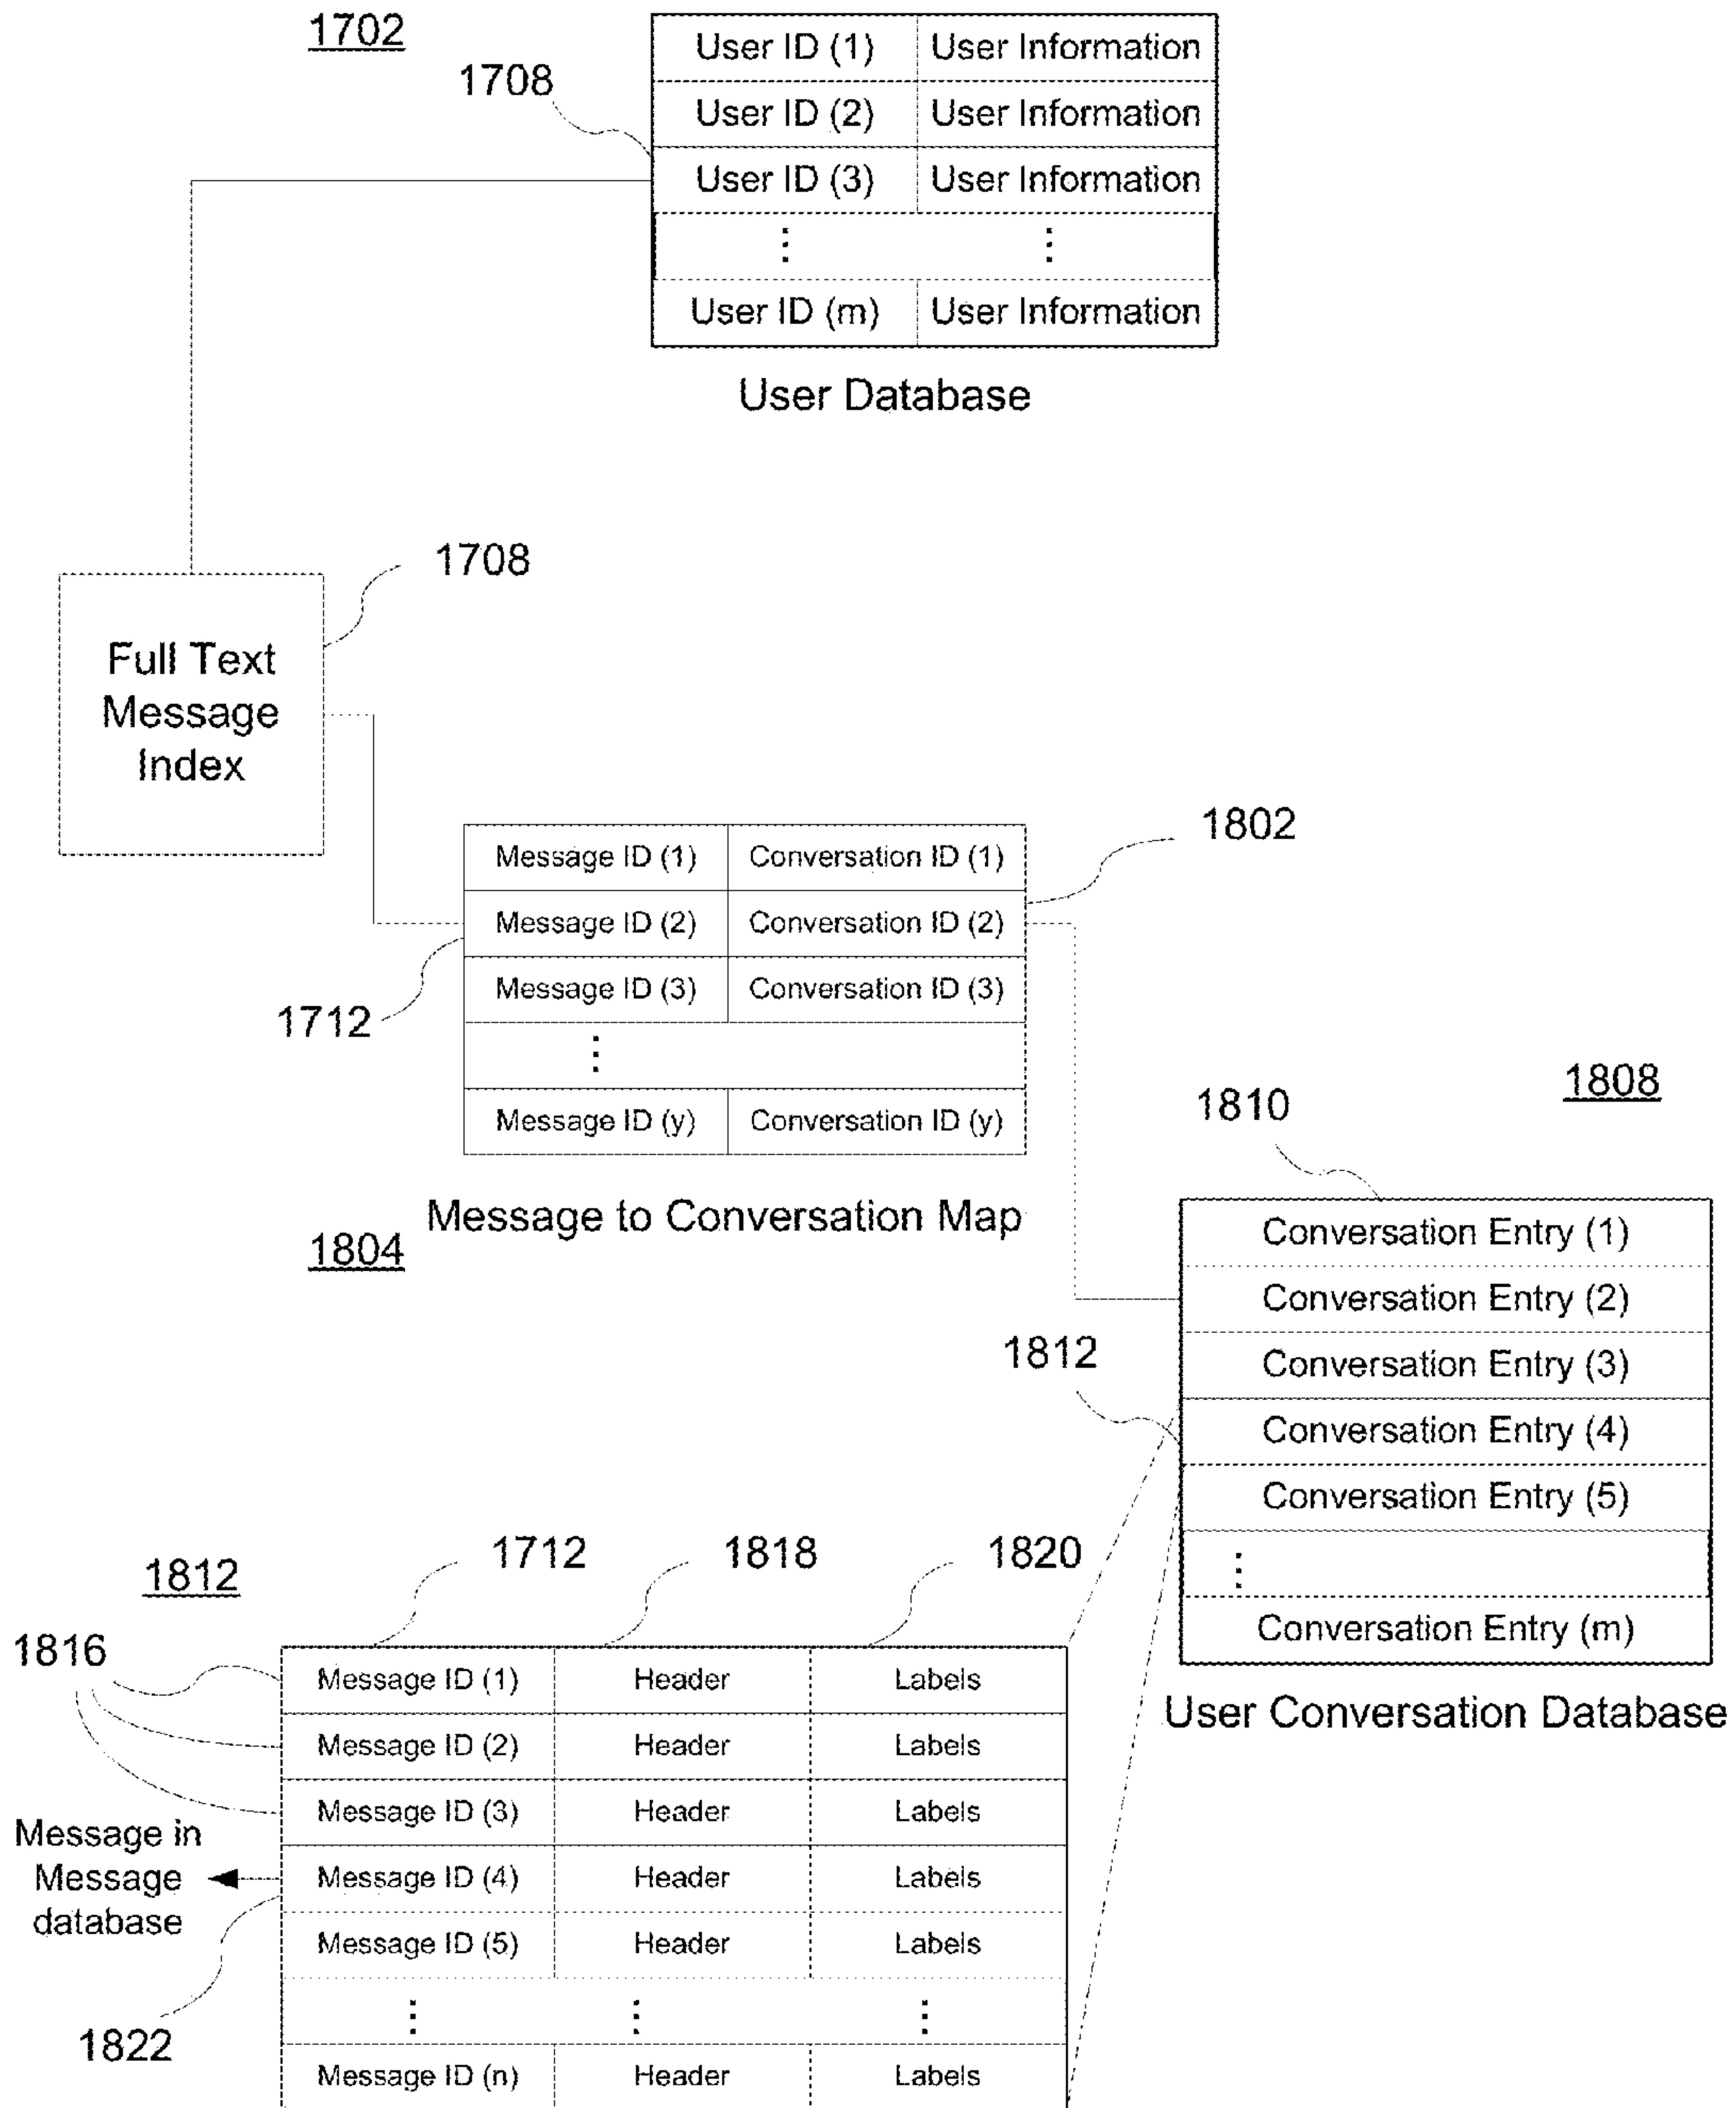 1702
1708
User ID (1) User Information
User ID (2) User Information
User ID (3) User Information
⋮ ⋮
User ID (m) User Information
User Database
1708
Full Text
Message
Index
1802
Message ID (1) Conversation ID (1)
Message ID (2) Conversation ID (2)
Message ID (3) Conversation ID (3)
⋮
Message ID (y) Conversation ID (y)
1712
Message to Conversation Map
1804
1808
1810
Conversation Entry (1)
Conversation Entry (2)
Conversation Entry (3)
Conversation Entry (4)
Conversation Entry (5)
⋮
Conversation Entry (m)
1812
User Conversation Database
1812
1712 1818 1820
1816
Message ID (1) Header Labels
Message ID (2) Header Labels
Message ID (3) Header Labels
Message ID (4) Header Labels
Message ID (5) Header Labels
⋮ ⋮ ⋮
Message ID (n) Header Labels
Message in
Message
database
1822